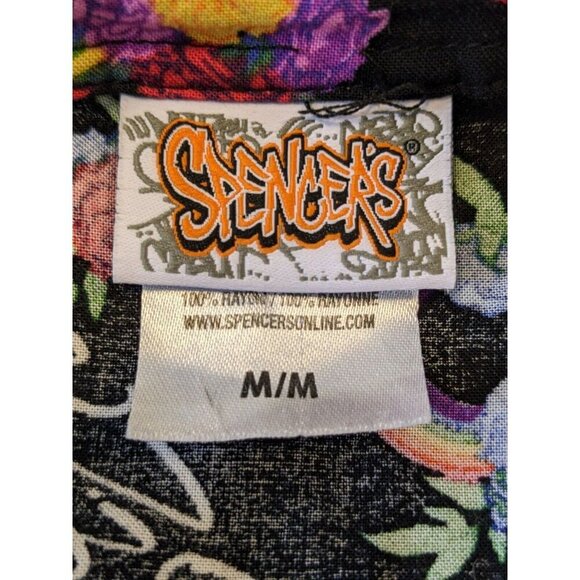 SPENCER'S®
100% RAYON / 100% RAYONNE
WWW.SPENCERSONLINE.COM
M/M